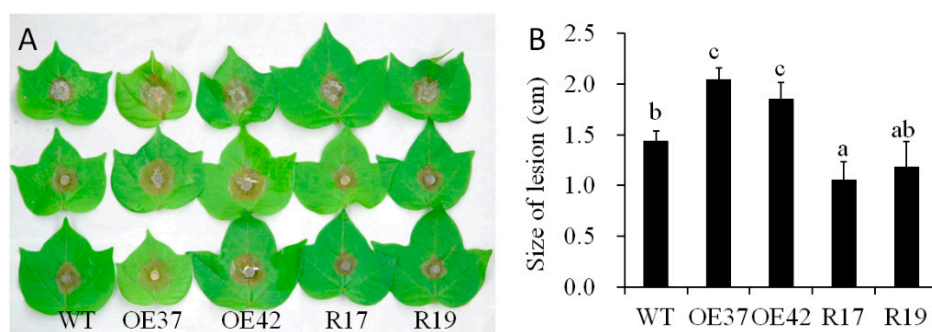 A
WT OE37 OE42 R17 R19
B
Size of lesion (cm)
2.5
2.0
1.5
1.0
0.5
0.0
b
c
c
a
ab
WT OE37 OE42 R17 R19